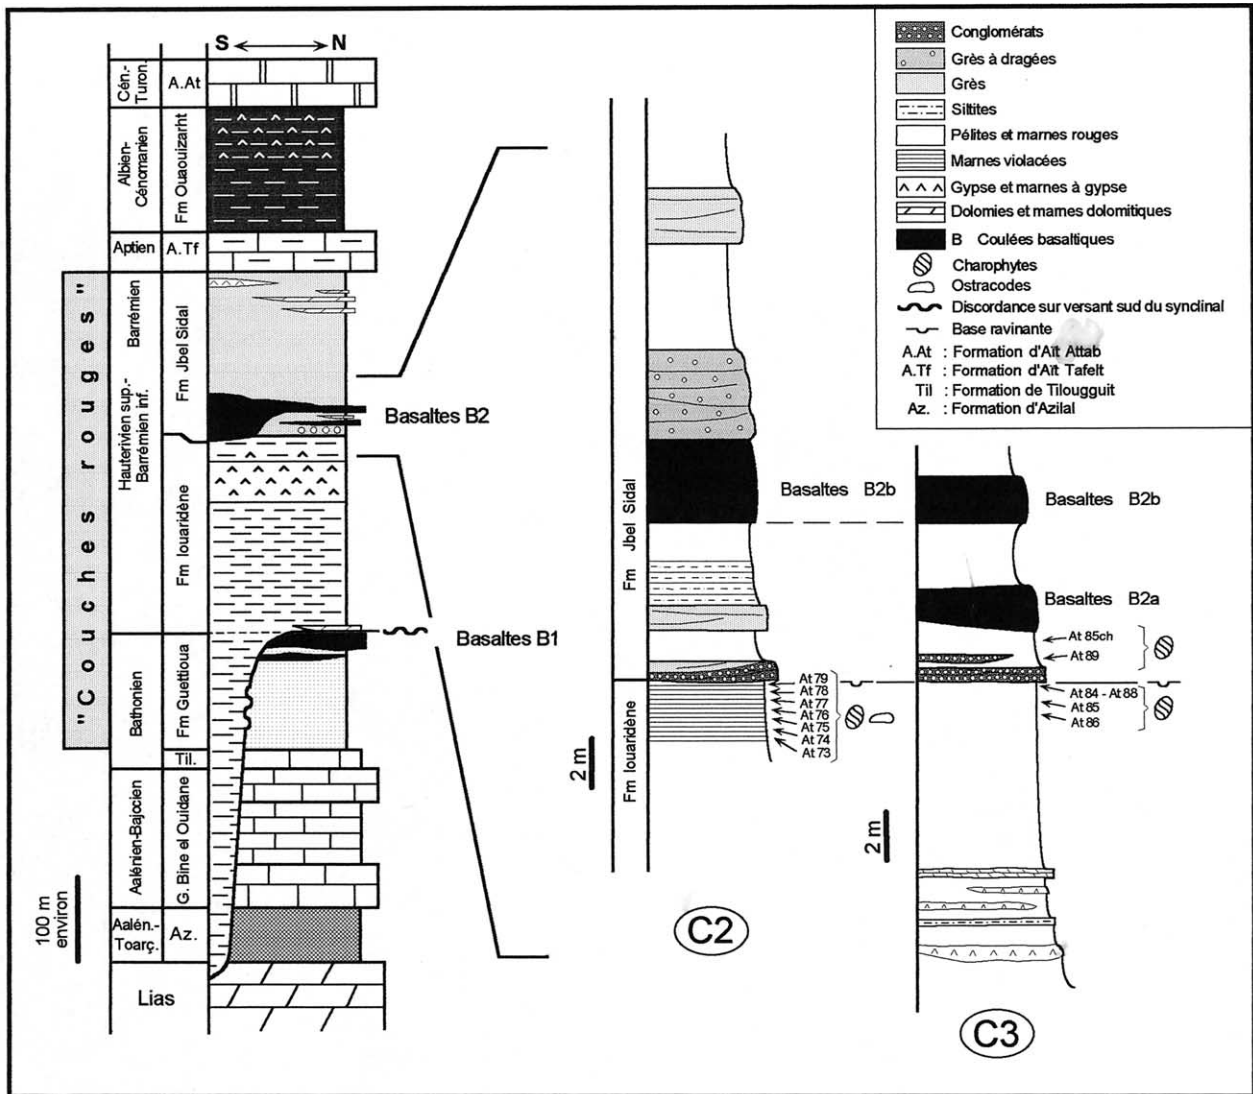 S N
Cén.-
Turon.
A.At
Albien-
Cénomanien
Fm Ouaouizarht
Aptien
A.Tf
"Couches rouges"
Barrémien
Hauterivien sup.-
Barrémien inf.
Fm Jbel Sidal
Basaltes B2
Fm Iouaridène
Basaltes B1
Bathonien
Fm Guettioua
Til.
Aalénien-Bajocien
G. Bine el Ouidane
Aalén.-
Toarç.
Az.
Lias
100 m
environ
Fm Jbel Sidal
Fm Iouaridène
Basaltes B2b
At 79
At 78
At 77
At 76
At 75
At 74
At 73
2 m
C2
Basaltes B2b
Basaltes B2a
At 85ch
At 89
At 84 - At 88
At 85
At 86
2 m
C3
Conglomérats
Grès à dragées
Grès
Siltites
Pélites et marnes rouges
Marnes violacées
Gypse et marnes à gypse
Dolomies et marnes dolomitiques
B Coulées basaltiques
Charophytes
Ostracodes
Discordance sur versant sud du synclinal
Base ravinante
A.At : Formation d'Aït Attab
A.Tf : Formation d'Aït Tafelt
Til : Formation de Tilougguit
Az. : Formation d'Azilal